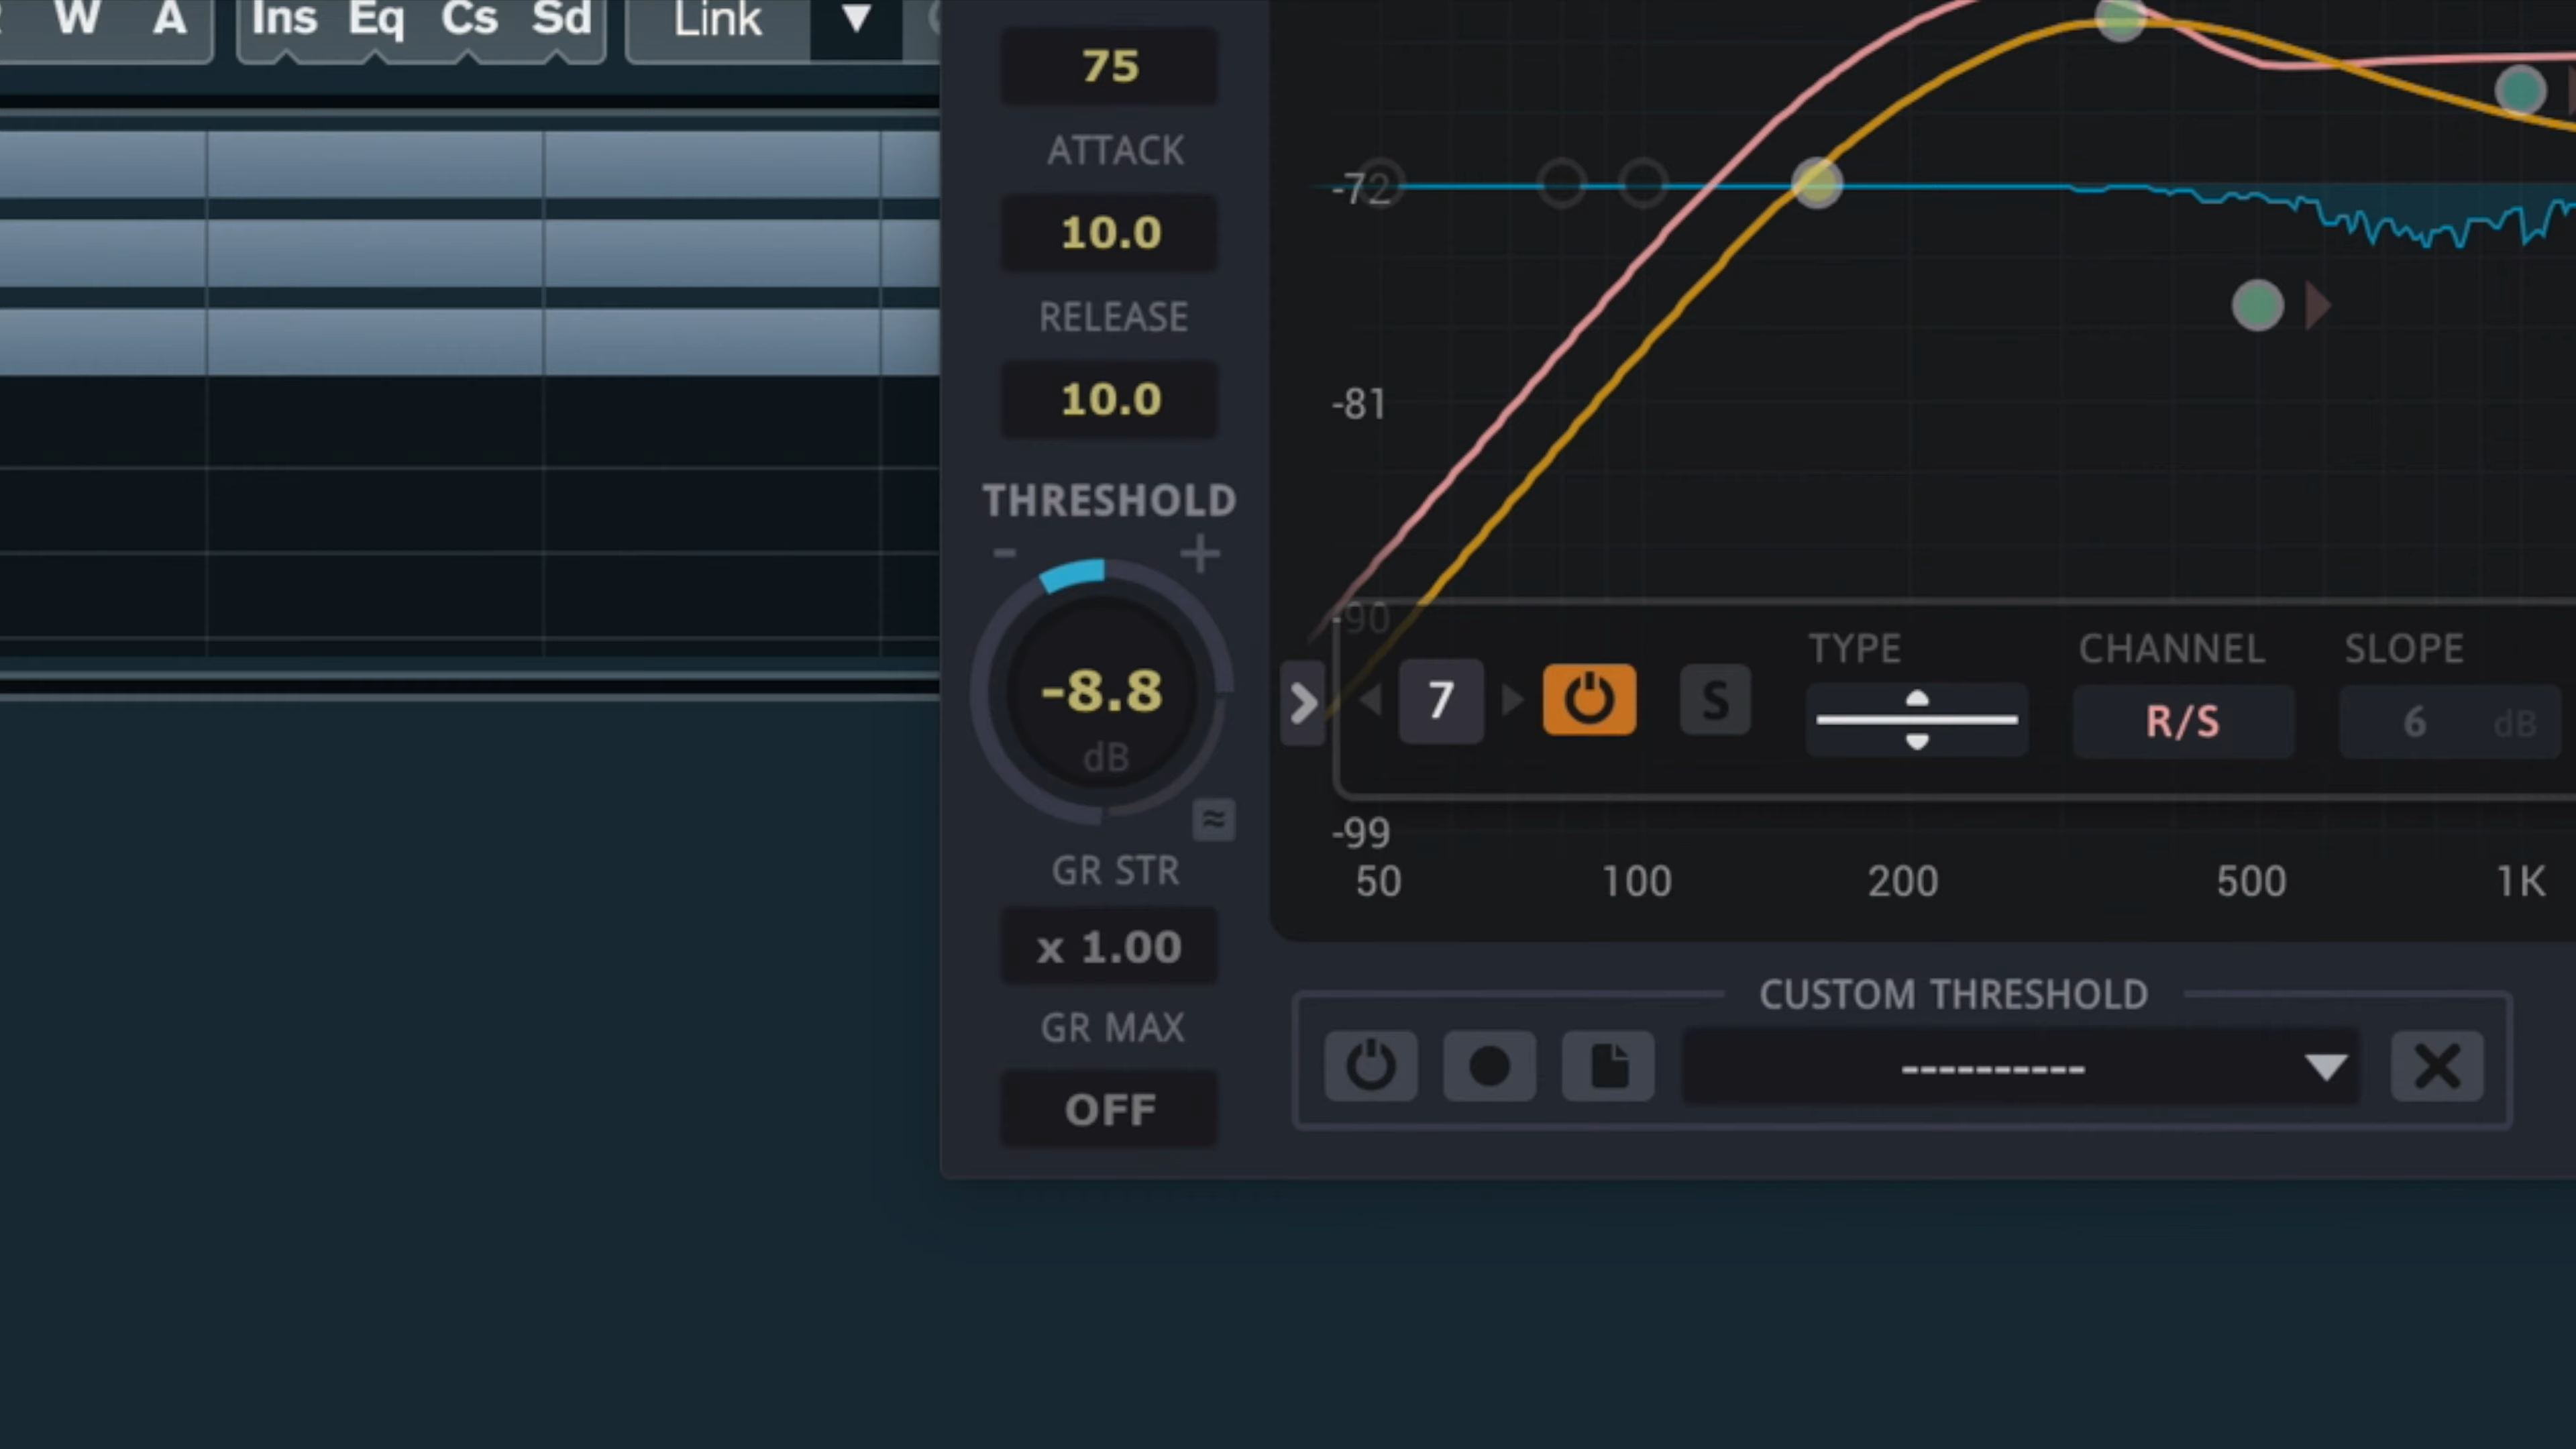 W A Ins Eq Cs Sd Link
75
ATTACK
10.0
RELEASE
10.0
THRESHOLD
- +
-8.8
dB
≈
GR STR
x 1.00
GR MAX
OFF
-72
-81
-90
7 S
TYPE
CHANNEL
R/S
SLOPE
6 dB
-99
50 100 200 500 1K
CUSTOM THRESHOLD
----------